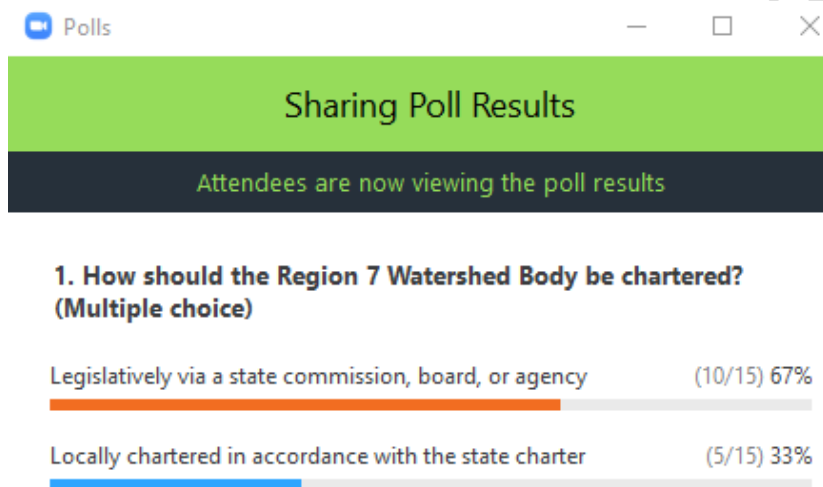 Polls
Sharing Poll Results
Attendees are now viewing the poll results
1. How should the Region 7 Watershed Body be chartered?
(Multiple choice)
Legislatively via a state commission, board, or agency (10/15) 67%
Locally chartered in accordance with the state charter (5/15) 33%